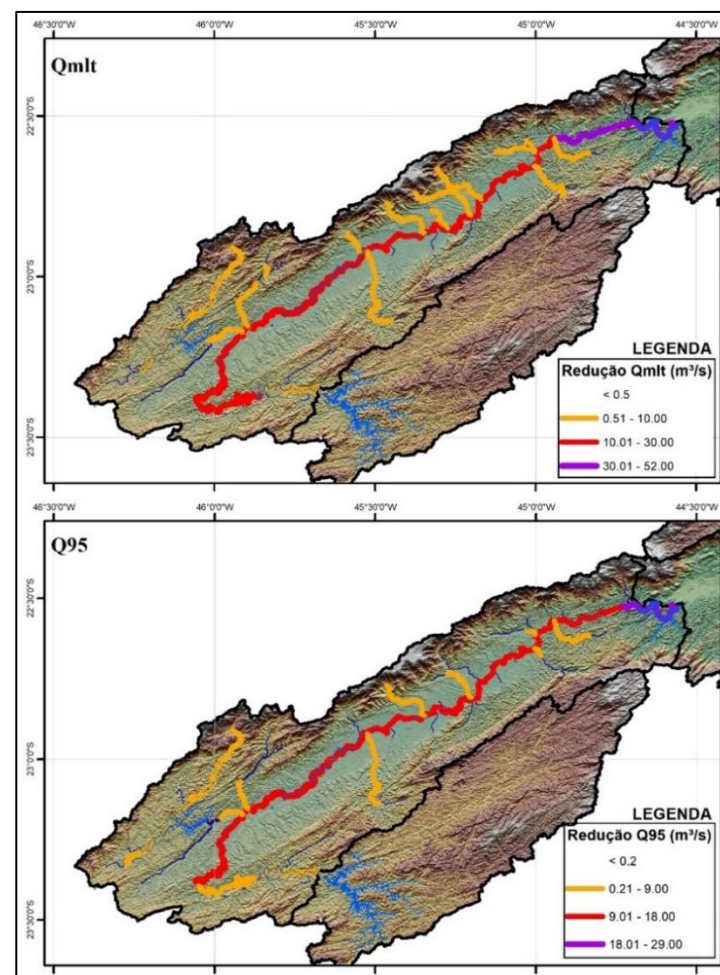 46°30'0"W 46°0'0"W 45°30'0"W 45°0'0"W 44°30'0"W
Qmlt
22°30'0"S
23°0'0"S
23°30'0"S
LEGENDA
Redução Qmlt (m³/s)
< 0.5
0.51 - 10.00
10.01 - 30.00
30.01 - 52.00
46°30'0"W 46°0'0"W 45°30'0"W 45°0'0"W 44°30'0"W
Q95
22°30'0"S
23°0'0"S
23°30'0"S
LEGENDA
Redução Q95 (m³/s)
< 0.2
0.21 - 9.00
9.01 - 18.00
18.01 - 29.00